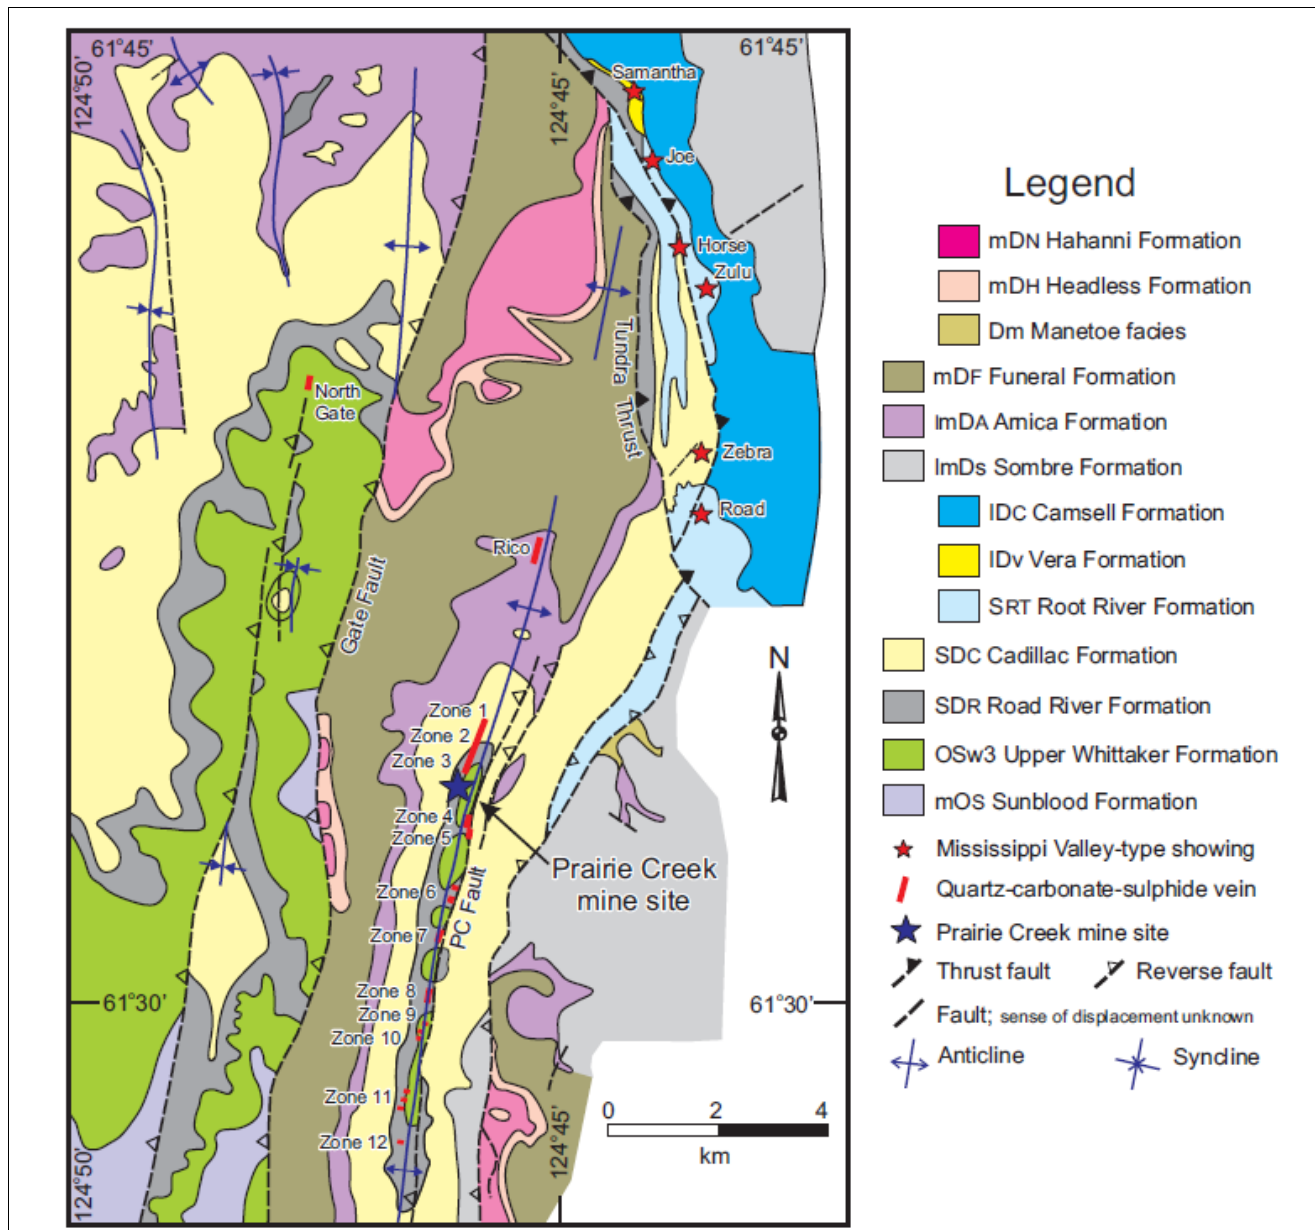 61°45'
61°45'
124°50'
124°45'
Samantha
Joe
Horse
Zulu
Tundra Thrust
North
Gate
Zebra
Road
Rico
Gate Fault
N
Zone 1
Zone 2
Zone 3
Zone 4
Zone 5
Prairie Creek
mine site
Zone 6
PC Fault
Zone 7
Zone 8
61°30'
61°30'
Zone 9
Zone 10
Zone 11
Zone 12
0 2 4
km
124°50'
124°45'
Legend
mDN Hahanni Formation
mDH Headless Formation
Dm Manetoe facies
mDF Funeral Formation
lmDA Arnica Formation
lmDs Sombre Formation
lDC Camsell Formation
lDv Vera Formation
SRT Root River Formation
SDC Cadillac Formation
SDR Road River Formation
OSw3 Upper Whittaker Formation
mOS Sunblood Formation
Mississippi Valley-type showing
Quartz-carbonate-sulphide vein
Prairie Creek mine site
Thrust fault Reverse fault
Fault; sense of displacement unknown
Anticline Syncline